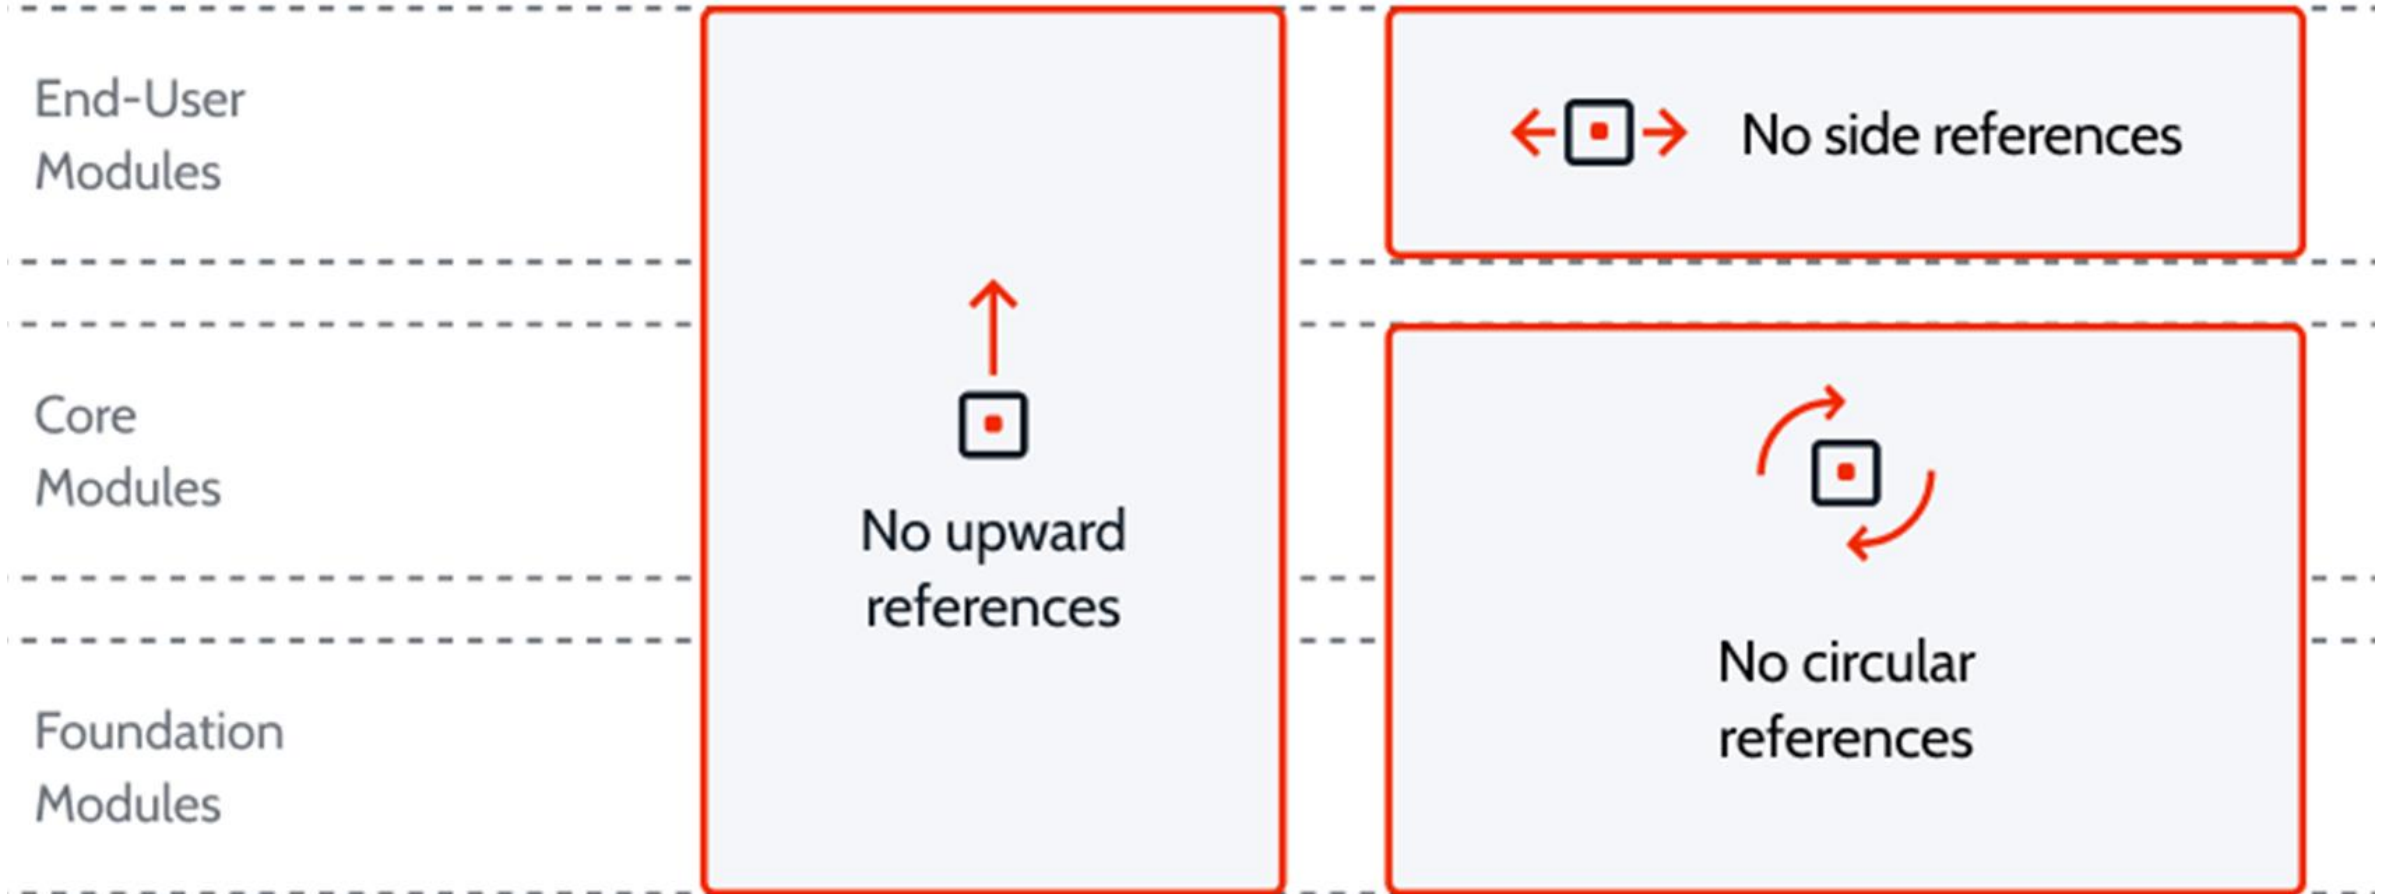 End-User
Modules
No side references
Core
Modules
No upward
references
No circular
references
Foundation
Modules